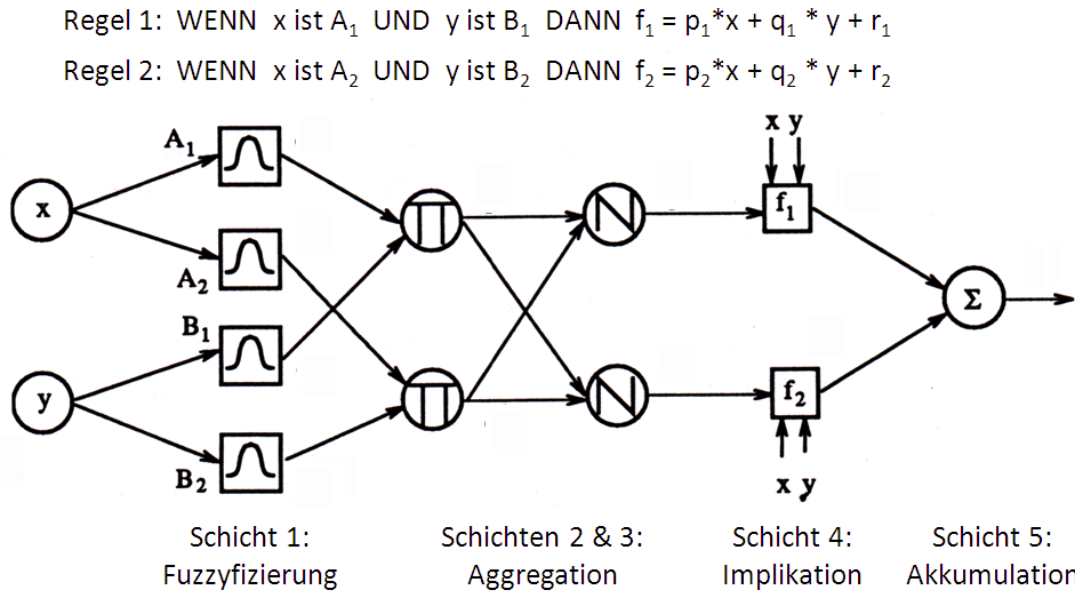 Regel 1: WENN x ist A₁ UND y ist B₁ DANN f₁ = p₁*x + q₁ * y + r₁
Regel 2: WENN x ist A₂ UND y ist B₂ DANN f₂ = p₂*x + q₂ * y + r₂
A₁
x y
x
Π
N
f₁
A₂
B₁
Σ
y
Π
N
f₂
B₂
x y
Schicht 1:
Fuzzyfizierung
Schichten 2 & 3:
Aggregation
Schicht 4:
Implikation
Schicht 5:
Akkumulation